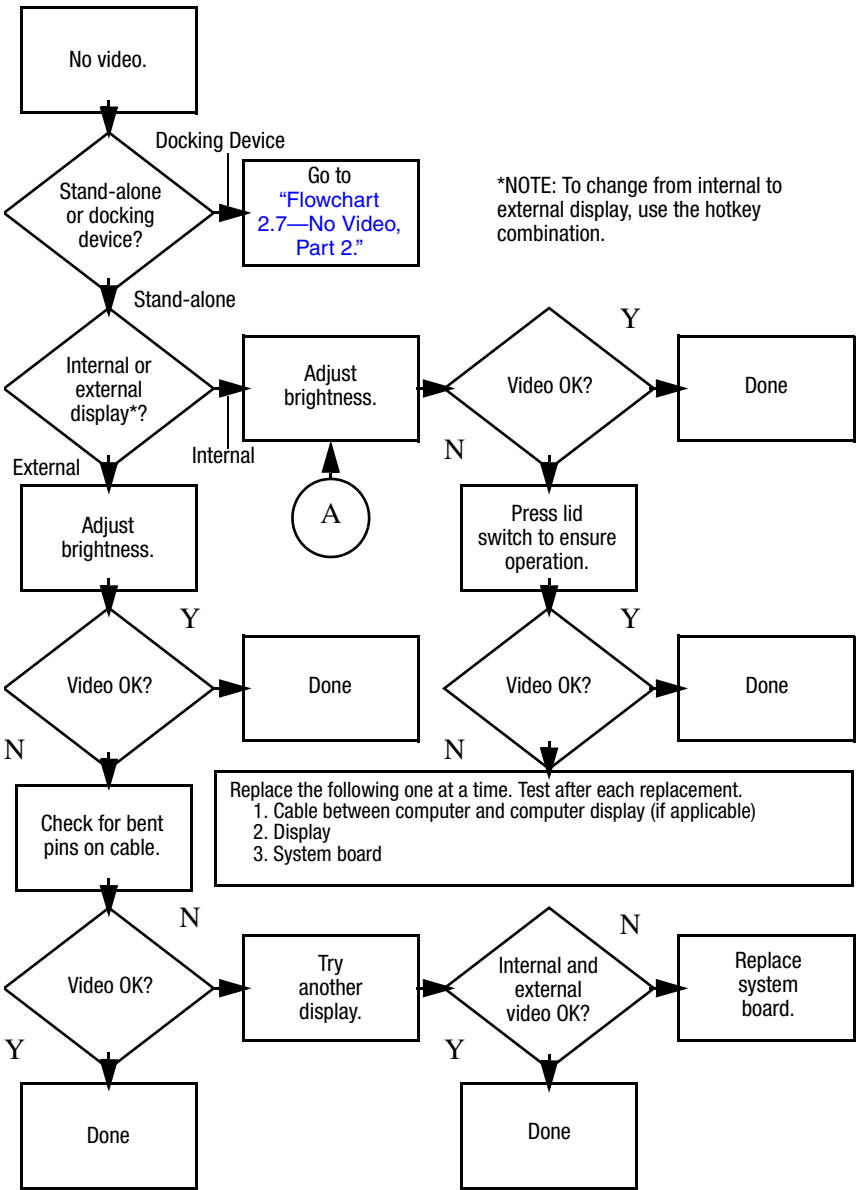 No video.
Docking Device
Stand-alone
or docking
device?
Go to
“Flowchart
2.7—No Video,
Part 2.”
*NOTE: To change from internal to
external display, use the hotkey
combination.
Stand-alone
Internal or
external
display*?
Adjust
brightness.
Video OK?
Y
Done
External
Internal
N
A
Adjust
brightness.
Press lid
switch to ensure
operation.
Y
Video OK?
Done
Y
Video OK?
Done
N
N
Check for bent
pins on cable.
Replace the following one at a time. Test after each replacement.
1. Cable between computer and computer display (if applicable)
2. Display
3. System board
N
Video OK?
Try
another
display.
Internal and
external
video OK?
N
Replace
system
board.
Y
Y
Done
Done